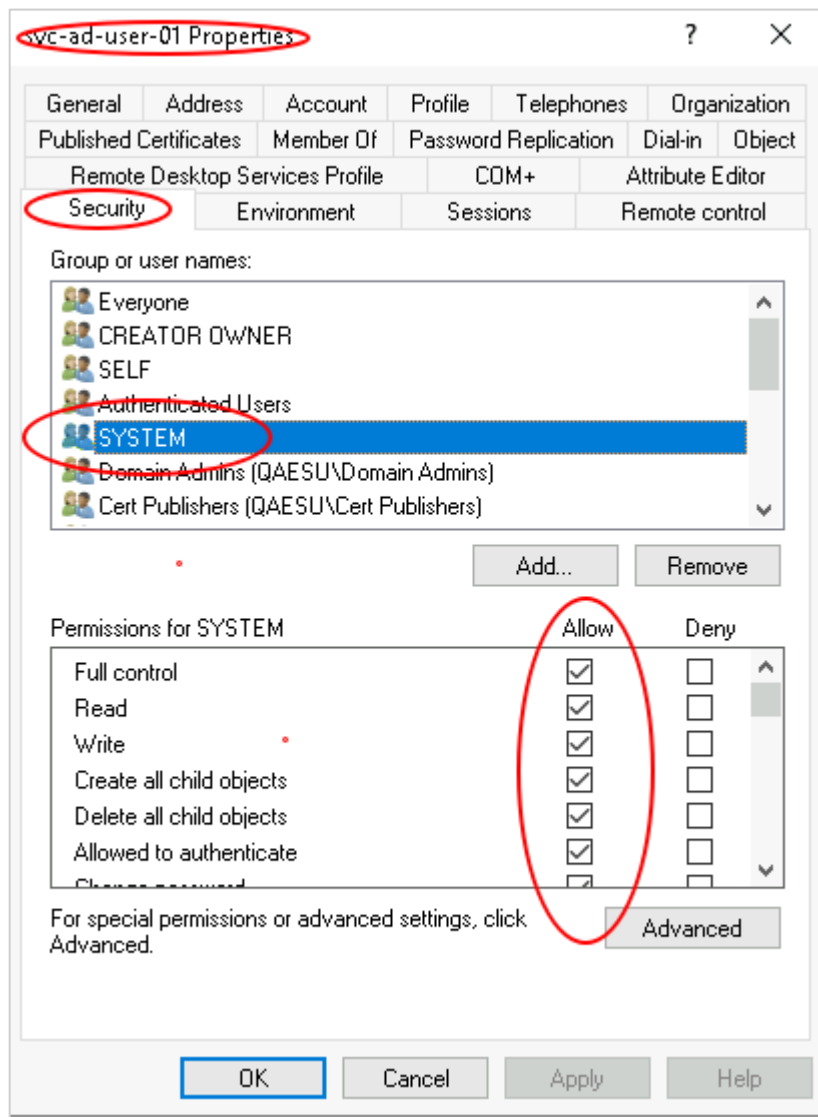 svc-ad-user-01 Properties ? ×
General Address Account Profile Telephones Organization
Published Certificates Member Of Password Replication Dial-in Object
Remote Desktop Services Profile COM+ Attribute Editor
Security Environment Sessions Remote control
Group or user names:
Everyone
CREATOR OWNER
SELF
Authenticated Users
SYSTEM
Domain Admins (QAESU\Domain Admins)
Cert Publishers (QAESU\Cert Publishers)
Add... Remove
Permissions for SYSTEM Allow Deny
Full control
Read
Write
Create all child objects
Delete all child objects
Allowed to authenticate
Change password
For special permissions or advanced settings, click
Advanced.
Advanced
OK Cancel Apply Help